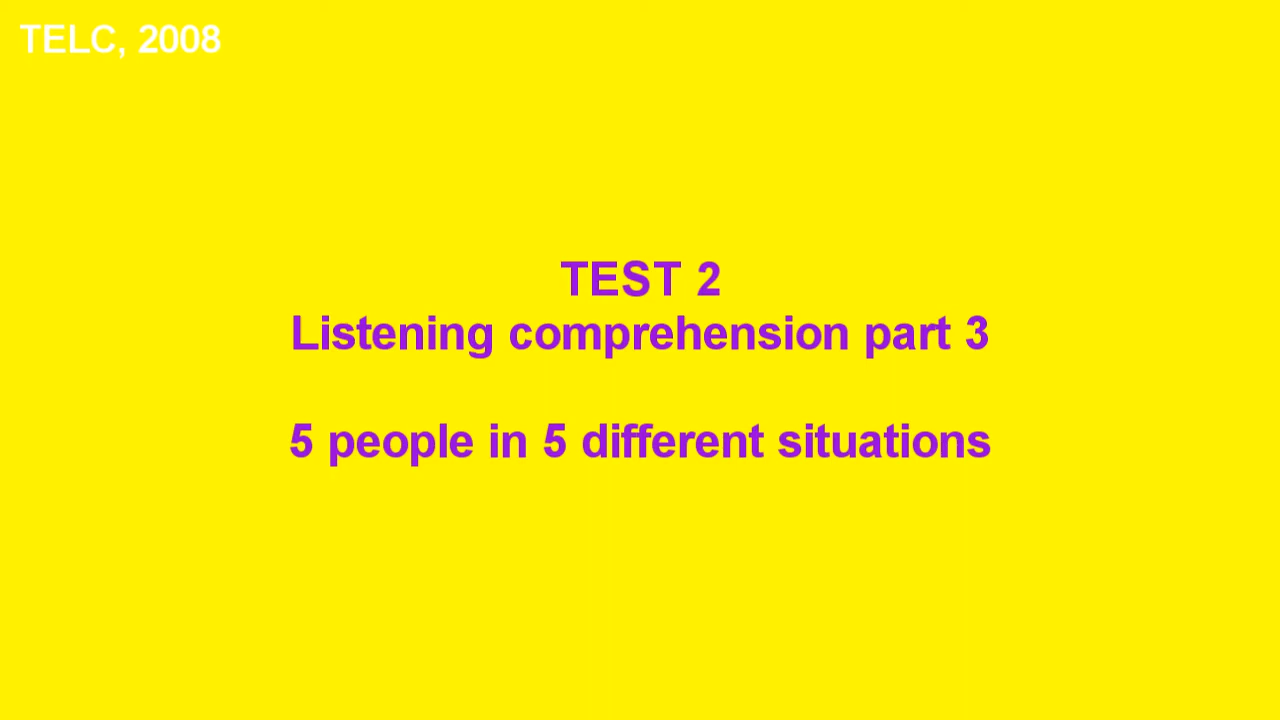 TELC, 2008
TEST 2
Listening comprehension part 3
5 people in 5 different situations